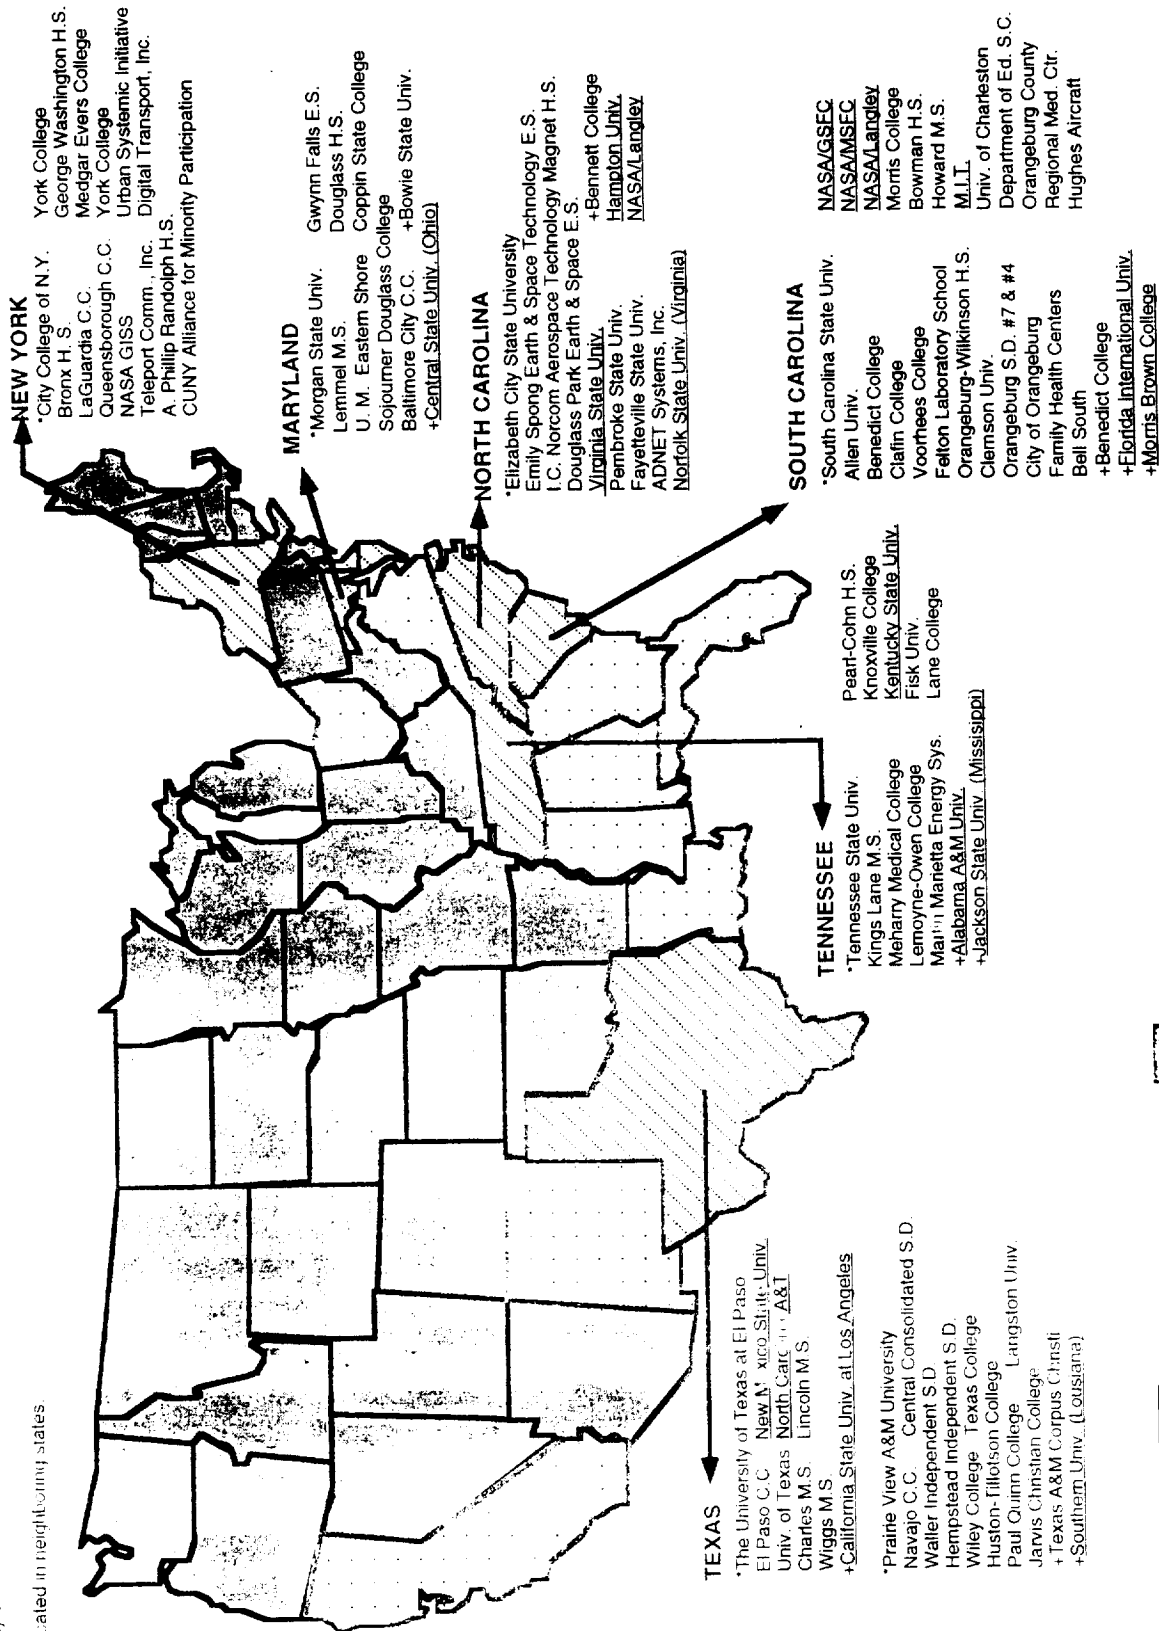 cated in neighboring states.
NEW YORK
*City College of N.Y. York College
Bronx H.S. George Washington H.S.
LaGuardia C.C. Medgar Evers College
Queensborough C.C. York College
NASA GISS Urban Systemic Initiative
Teleport Comm., Inc. Digital Transport, Inc.
A. Phillip Randolph H.S.
CUNY Alliance for Minority Participation
MARYLAND
*Morgan State Univ. Gwynn Falls E.S.
Lemmel M.S. Douglass H.S.
U. M. Eastern Shore Coppin State College
Sojourner Douglass College
Baltimore City C.C. +Bowie State Univ.
+Central State Univ. (Ohio)
NORTH CAROLINA
*Elizabeth City State University
Emily Spong Earth & Space Technology E.S.
I.C. Norcom Aerospace Technology Magnet H.S.
Douglass Park Earth & Space E.S.
Virginia State Univ. +Bennett College
Pembroke State Univ. Hampton Univ.
Fayetteville State Univ. NASA/Langley
ADNET Systems, Inc.
Norfolk State Univ. (Virginia)
SOUTH CAROLINA
*South Carolina State Univ. NASA/GSFC
Allen Univ. NASA/MSFC
Benedict College NASA/Langley
Claflin College Morris College
Voorhees College Bowman H.S.
Felton Laboratory School Howard M.S.
Orangeburg-Wilkinson H.S. M.I.T.
Clemson Univ. Univ. of Charleston
Orangeburg S.D. #7 & #4 Department of Ed. S.C.
City of Orangeburg Orangeburg County
Family Health Centers Regional Med. Ctr.
Bell South Hughes Aircraft
+Benedict College
+Florida International Univ.
+Morris Brown College
TENNESSEE
*Tennessee State Univ. Pearl-Cohn H.S.
Kings Lane M.S. Knoxville College
Meharry Medical College Kentucky State Univ.
Lemoyne-Owen College Fisk Univ.
Martin Marietta Energy Sys. Lane College
+Alabama A&M Univ
+Jackson State Univ (Mississippi)
TEXAS
*The University of Texas at El Paso
El Paso C.C. New Mexico State Univ
Univ. of Texas North Carolina A&T
Charles M.S. Lincoln M.S.
Wiggs M.S.
+California State Univ. at Los Angeles
*Prairie View A&M University
Navajo C.C. Central Consolidated S.D.
Waller Independent S.D.
Hempstead Independent S.D.
Wiley College Texas College
Huston-Tillotson College
Paul Quinn College Langston Univ.
Jarvis Christian College
+Texas A&M Corpus Christi
+Southern Univ. (Lousiana)